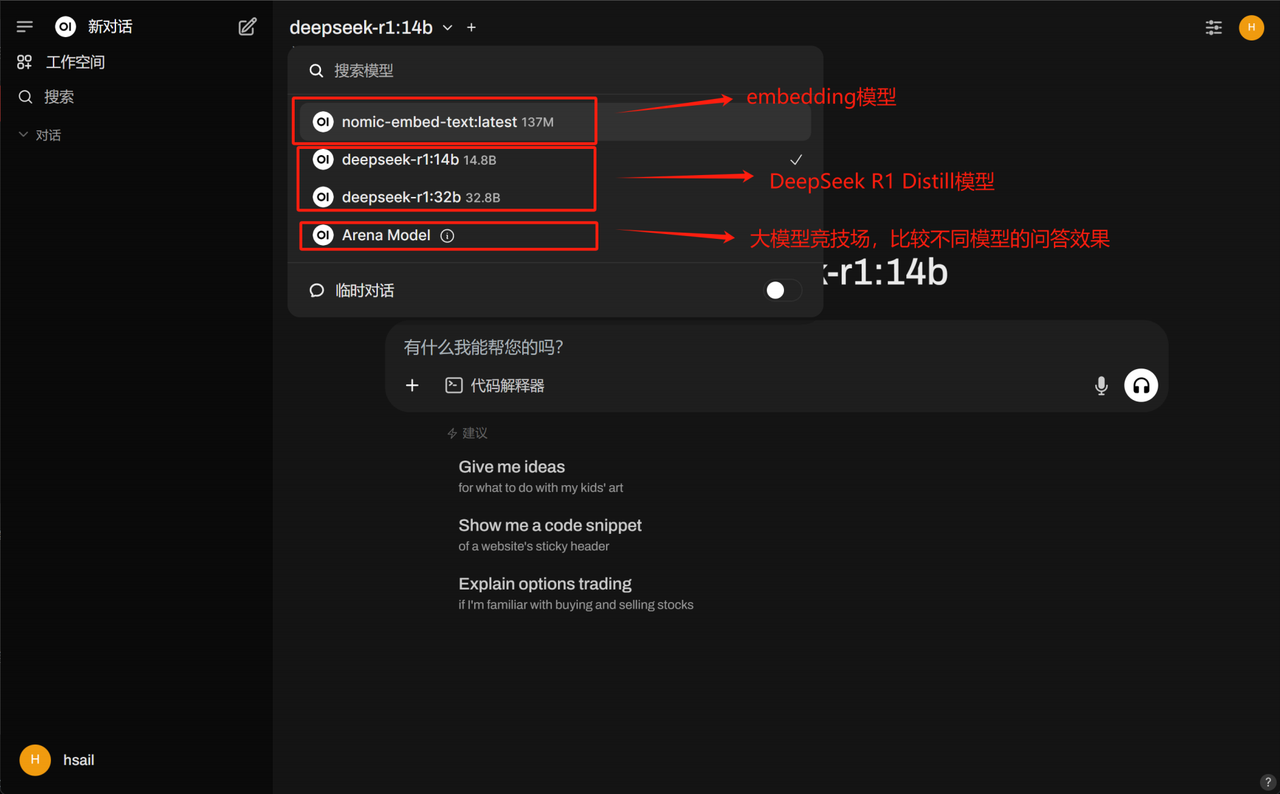 OI 新对话
工作空间
搜索
对话
deepseek-r1:14b
H
搜索模型
OI nomic-embed-text:latest 137M
embedding模型
OI deepseek-r1:14b 14.8B
OI deepseek-r1:32b 32.8B
DeepSeek R1 Distill模型
OI Arena Model
大模型竞技场，比较不同模型的问答效果
临时对话
-r1:14b
有什么我能帮您的吗?
代码解释器
建议
Give me ideas
for what to do with my kids' art
Show me a code snippet
of a website's sticky header
Explain options trading
if I'm familiar with buying and selling stocks
H hsail
?